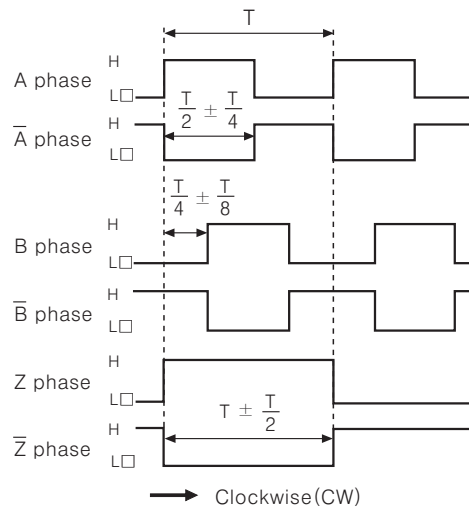 T
H
A phase
L□
T/2 ± T/4
H
A̅ phase
L□
T/4 ± T/8
H
B phase
L□
H
B̅ phase
L□
H
Z phase
L□
T ± T/2
H
Z̅ phase
L□
Clockwise(CW)